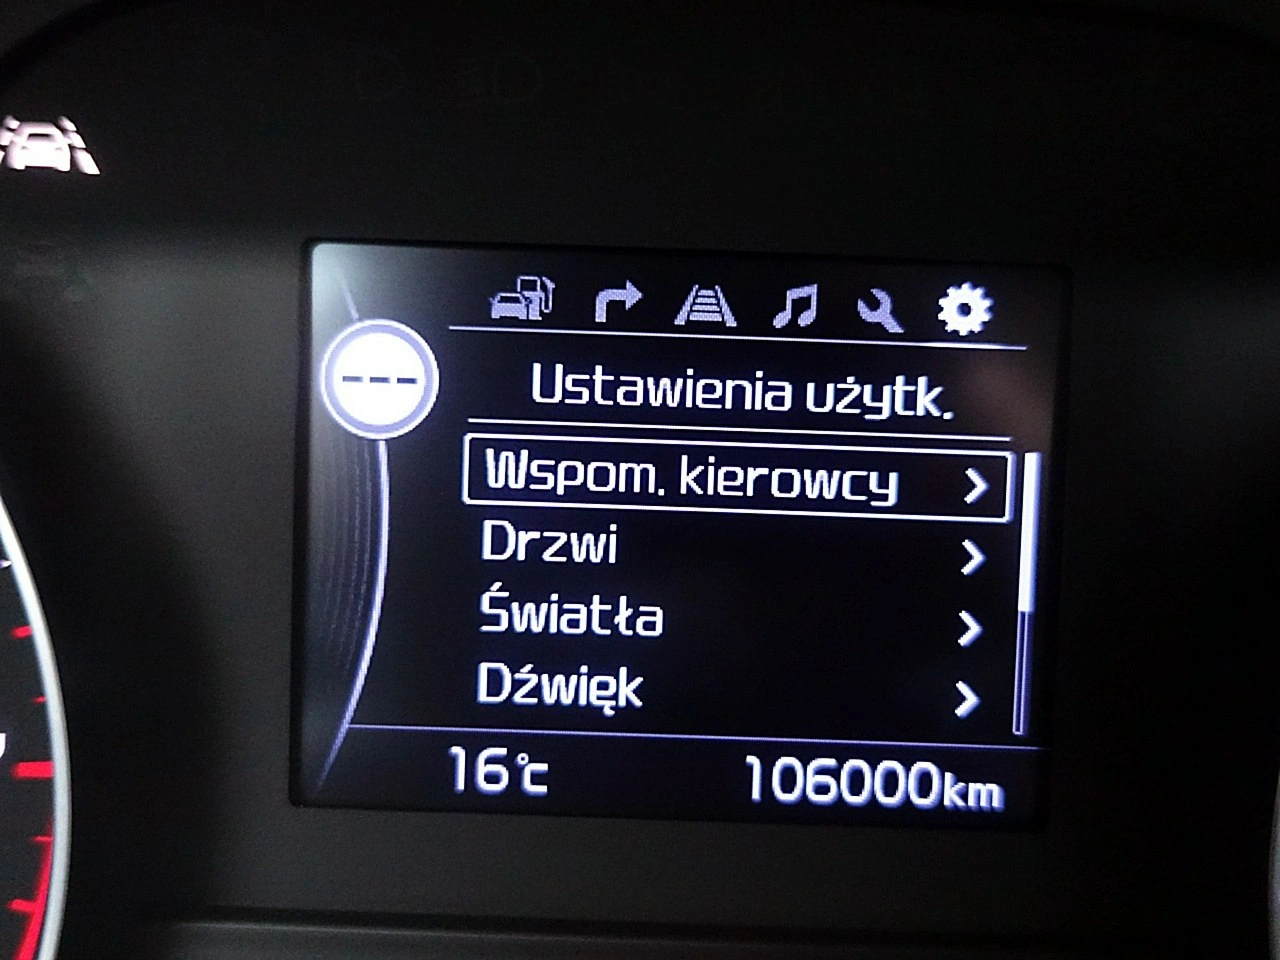 ---
Ustawienia użytk.
Wspom. kierowcy
Drzwi
Światła
Dźwięk
16°C 106000km